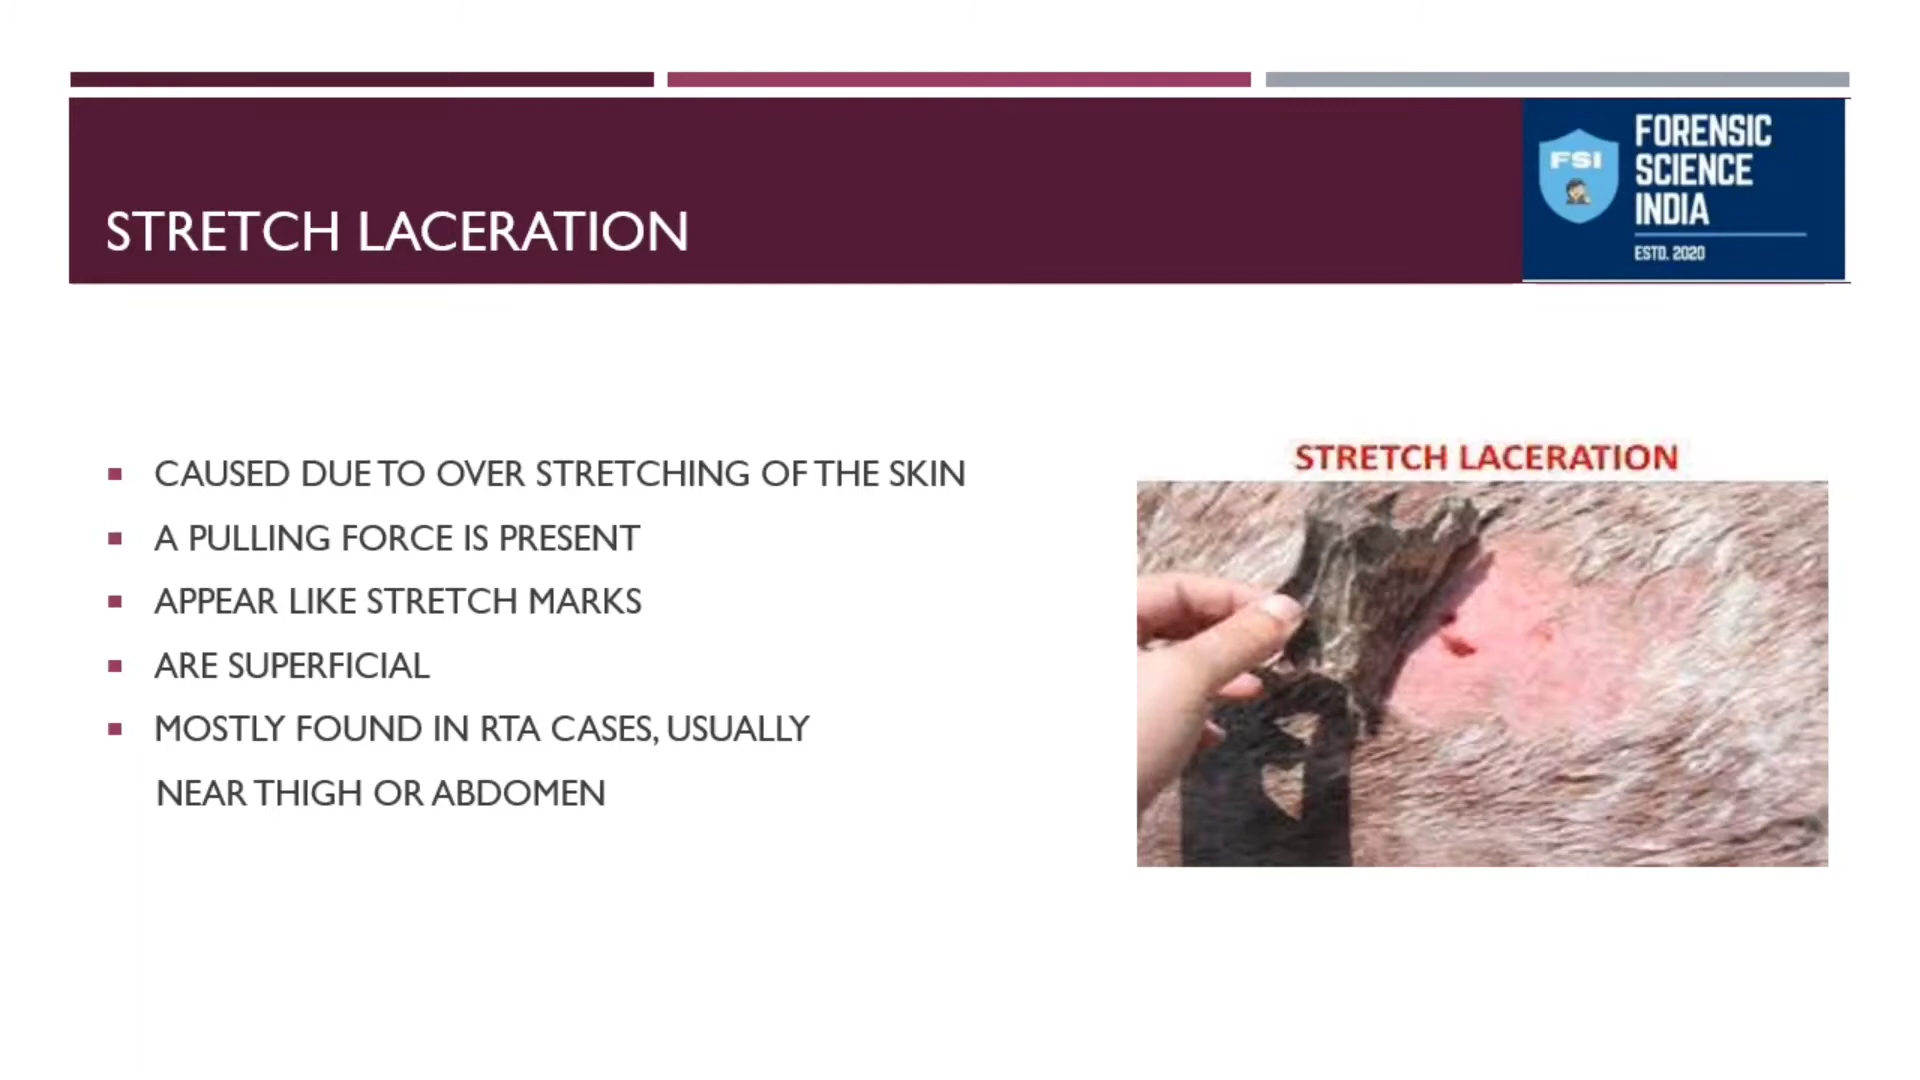 FORENSIC
SCIENCE
INDIA
FSI
ESTD. 2020
STRETCH LACERATION
CAUSED DUE TO OVER STRETCHING OF THE SKIN
A PULLING FORCE IS PRESENT
APPEAR LIKE STRETCH MARKS
ARE SUPERFICIAL
MOSTLY FOUND IN RTA CASES, USUALLY
NEAR THIGH OR ABDOMEN
STRETCH LACERATION